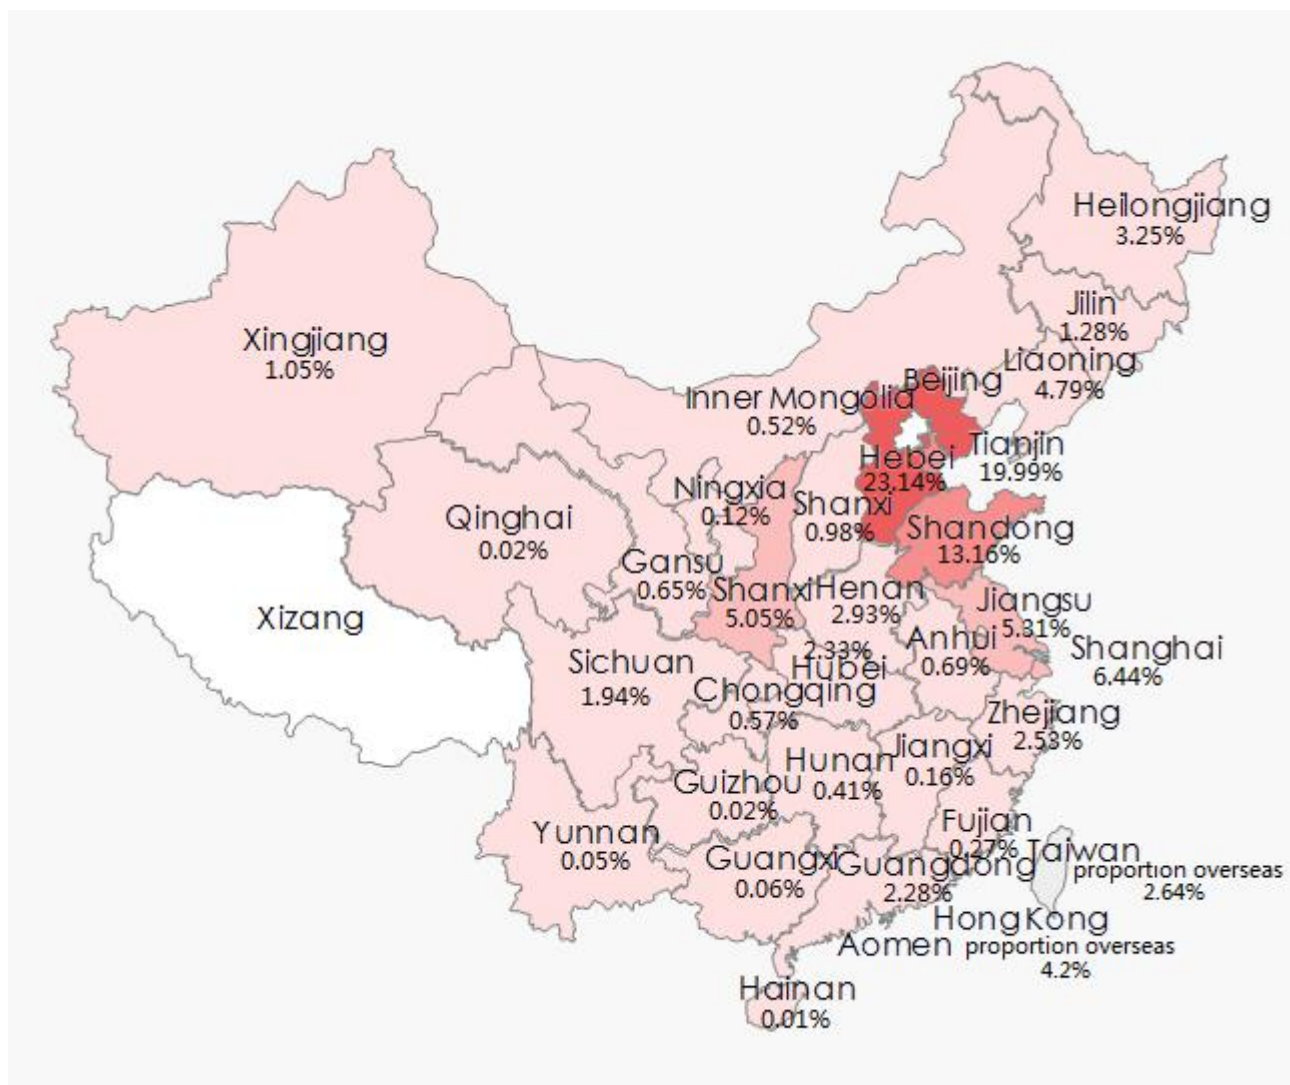 Heilongjiang
3.25%
Jilin
1.28%
Xingjiang
1.05%
Liaoning
4.79%
Beijing
Inner Mongolia
0.52%
Tianjin
19.99%
Hebei
23.14%
Ningxia
0.12%
Shanxi
0.98%
Qinghai
0.02%
Shandong
13.16%
Gansu
0.65%
Shanxi
5.05%
Henan
2.93%
Jiangsu
5.31%
Xizang
Anhui
0.69%
Shanghai
6.44%
2.33%
Hubei
Sichuan
1.94%
Chongqing
0.57%
Zhejiang
2.53%
Jiangxi
0.16%
Hunan
0.41%
Guizhou
0.02%
Fujian
0.27%
Yunnan
0.05%
Taiwan
proportion overseas
2.64%
Guangxi
0.06%
Guangdong
2.28%
Hong Kong
Aomen
proportion overseas
4.2%
Hainan
0.01%